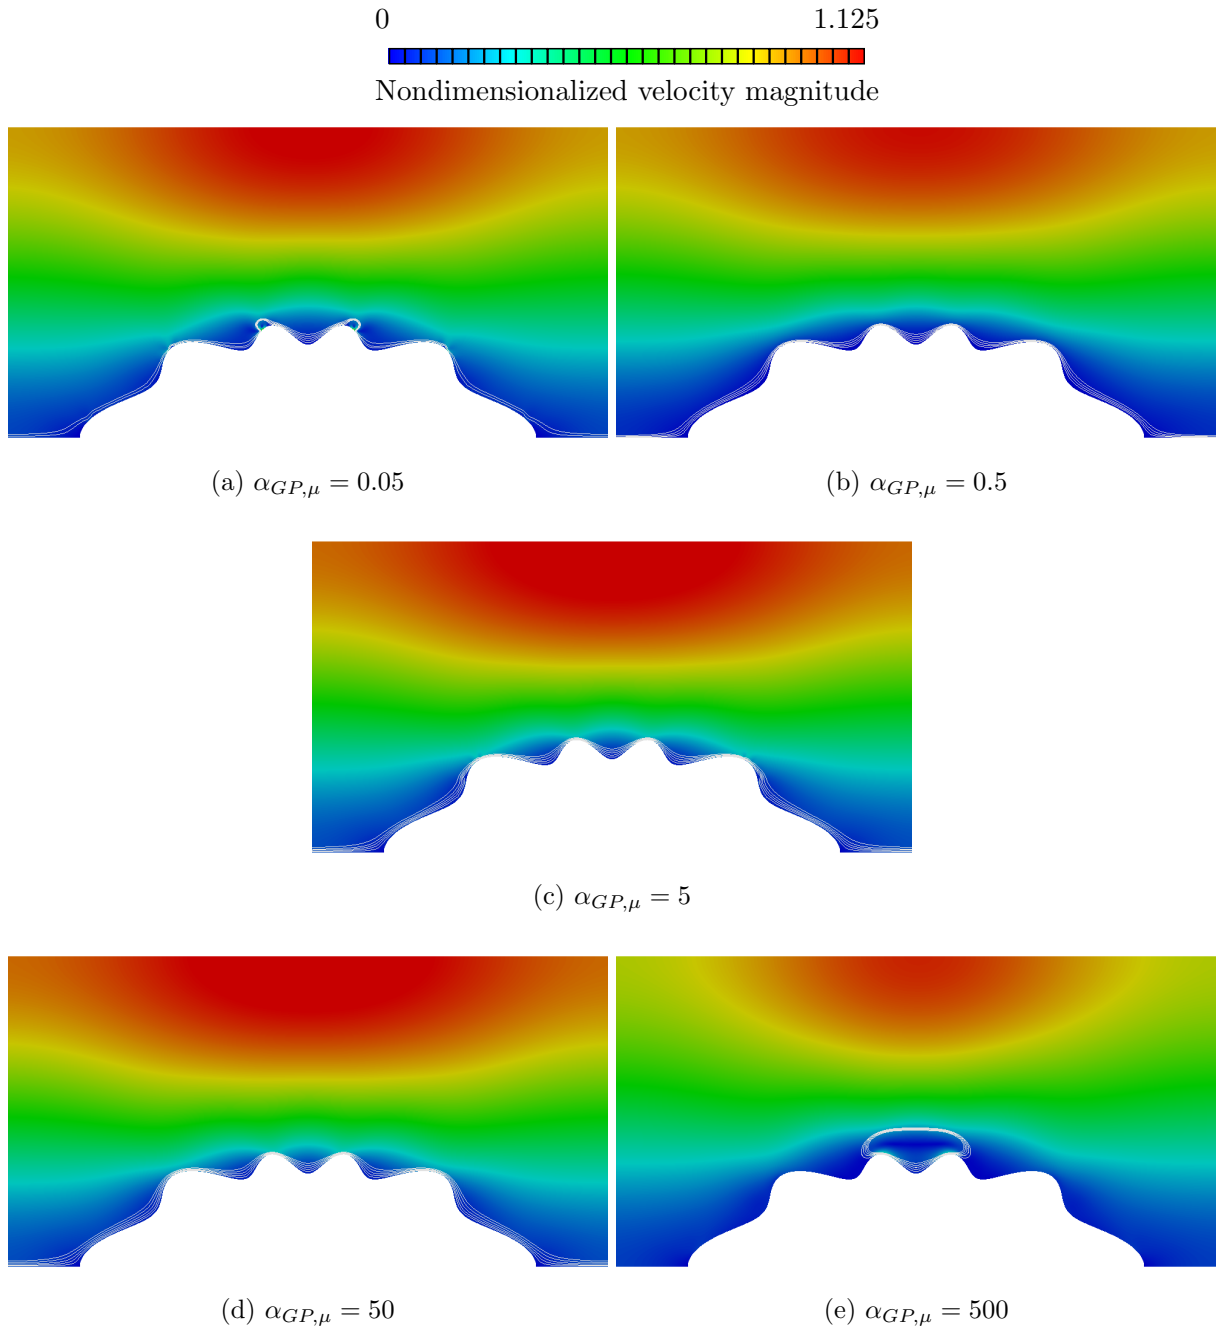 0 1.125
Nondimensionalized velocity magnitude
(a) α_{GP,μ} = 0.05
(b) α_{GP,μ} = 0.5
(c) α_{GP,μ} = 5
(d) α_{GP,μ} = 50
(e) α_{GP,μ} = 500